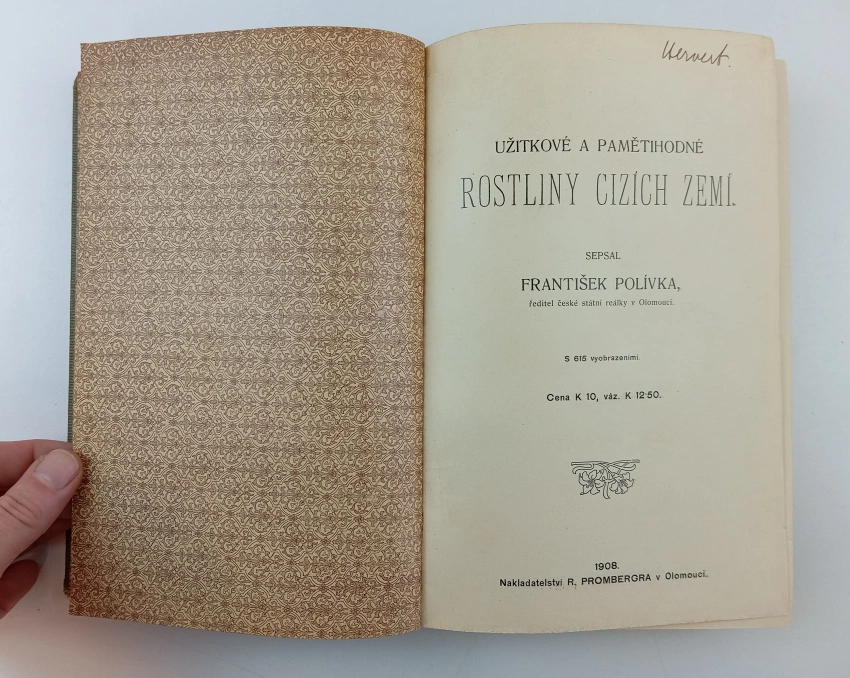 UŽITKOVÉ A PAMĚTIHODNÉ
ROSTLINY CIZÍCH ZEMÍ.
SEPSAL
FRANTIŠEK POLÍVKA,
ředitel české státní reálky v Olomouci.
S 615 vyobrazeními.
Cena K 10, váz. K 12·50.
1908.
Nakladatelství R. PROMBERGRA v Olomouci.